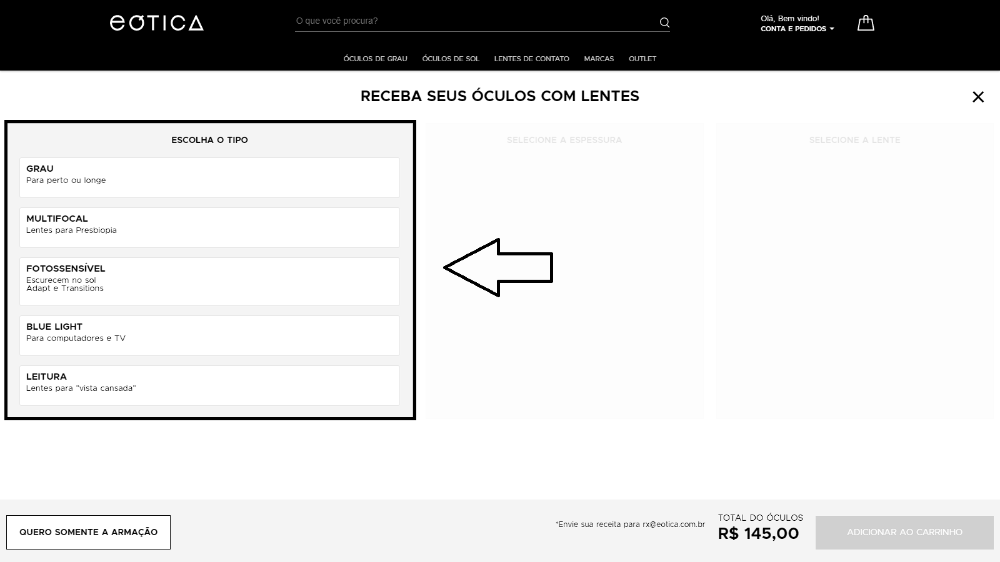 eÓTICA
O que você procura?
Olá, Bem vindo!
CONTA E PEDIDOS
ÓCULOS DE GRAU ÓCULOS DE SOL LENTES DE CONTATO MARCAS OUTLET
RECEBA SEUS ÓCULOS COM LENTES
ESCOLHA O TIPO
GRAU
Para perto ou longe
MULTIFOCAL
Lentes para Presbiopia
FOTOSSENSÍVEL
Escurecem no sol
Adapt e Transitions
BLUE LIGHT
Para computadores e TV
LEITURA
Lentes para "vista cansada"
SELECIONE A ESPESSURA
SELECIONE A LENTE
QUERO SOMENTE A ARMAÇÃO
*Envie sua receita para rx@eotica.com.br
TOTAL DO ÓCULOS
R$ 145,00
ADICIONAR AO CARRINHO